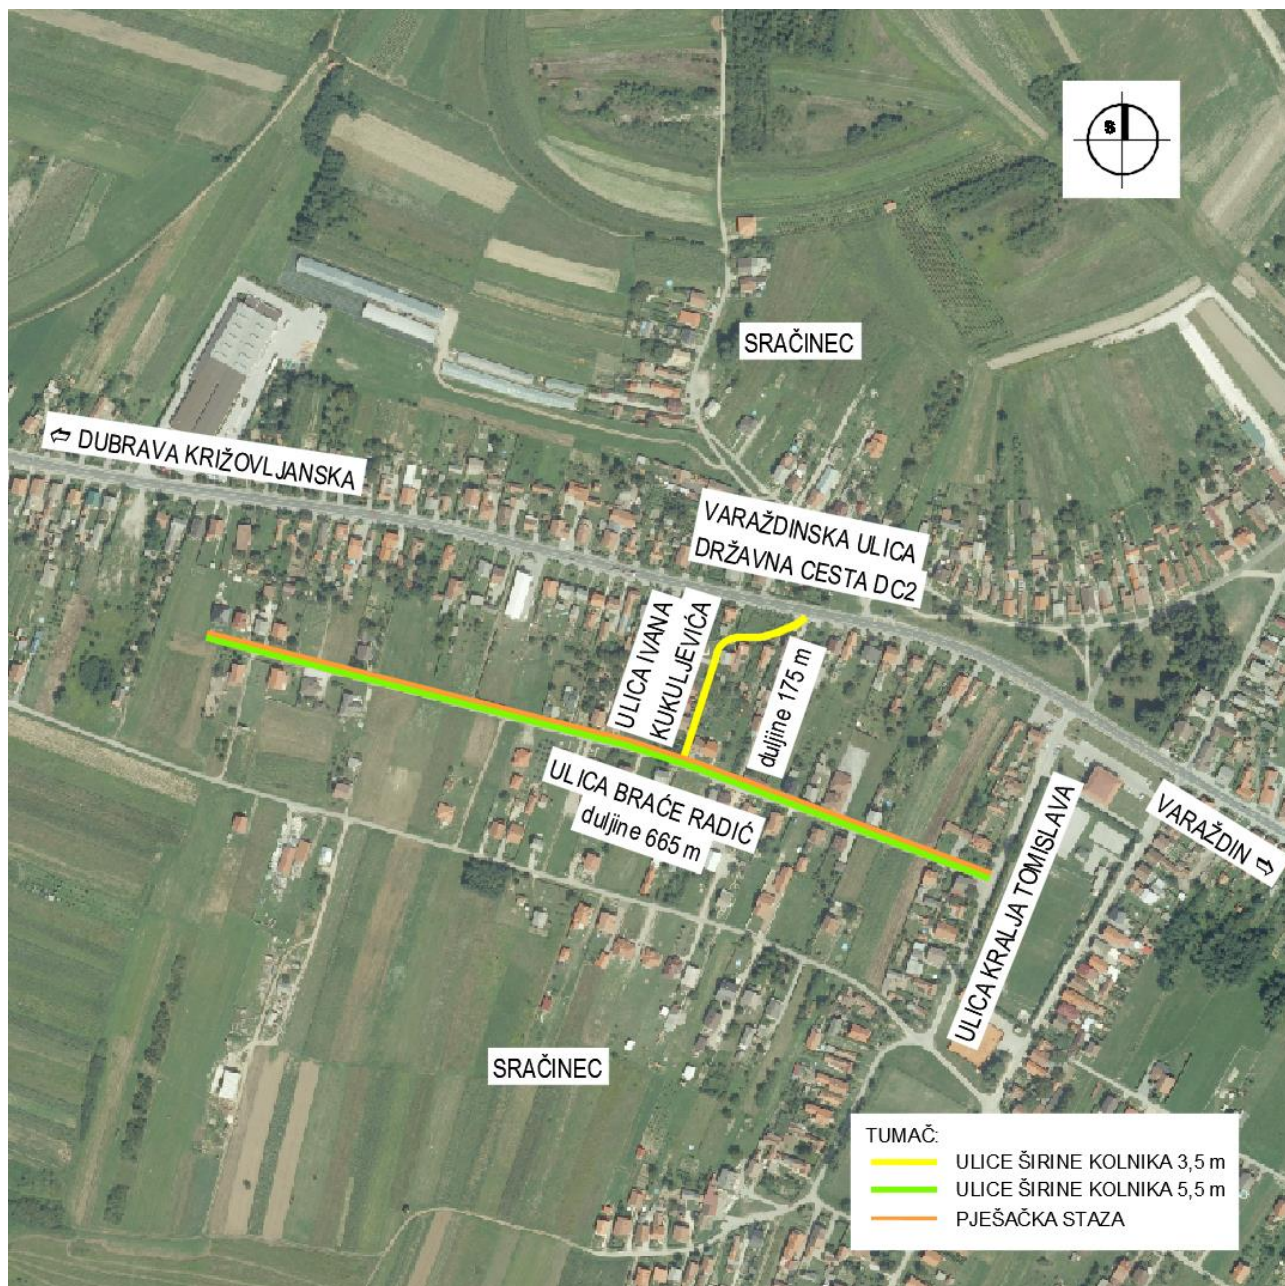 S
SRAČINEC
⇦ DUBRAVA KRIŽOVLJANSKA
VARAŽDINSKA ULICA
DRŽAVNA CESTA DC2
ULICA IVANA
KUKULJEVIĆA
duljine 175 m
ULICA BRAĆE RADIĆ
duljine 665 m
VARAŽDIN ⇨
ULICA KRALJA TOMISLAVA
SRAČINEC
TUMAČ:
ULICE ŠIRINE KOLNIKA 3,5 m
ULICE ŠIRINE KOLNIKA 5,5 m
PJEŠAČKA STAZA